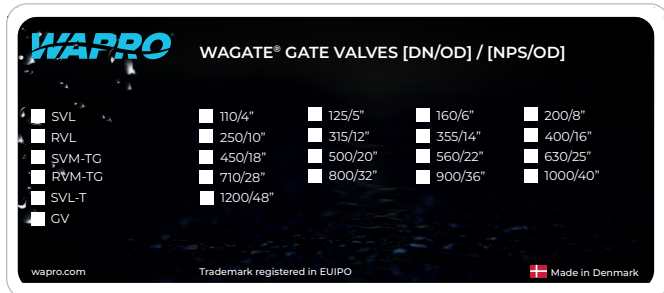 WAPRO®
WAGATE® GATE VALVES [DN/OD] / [NPS/OD]
SVL 110/4” 125/5” 160/6” 200/8”
RVL 250/10” 315/12” 355/14” 400/16”
SVM-TG 450/18” 500/20” 560/22” 630/25”
RVM-TG 710/28” 800/32” 900/36” 1000/40”
SVL-T 1200/48”
GV
wapro.com Trademark registered in EUIPO Made in Denmark